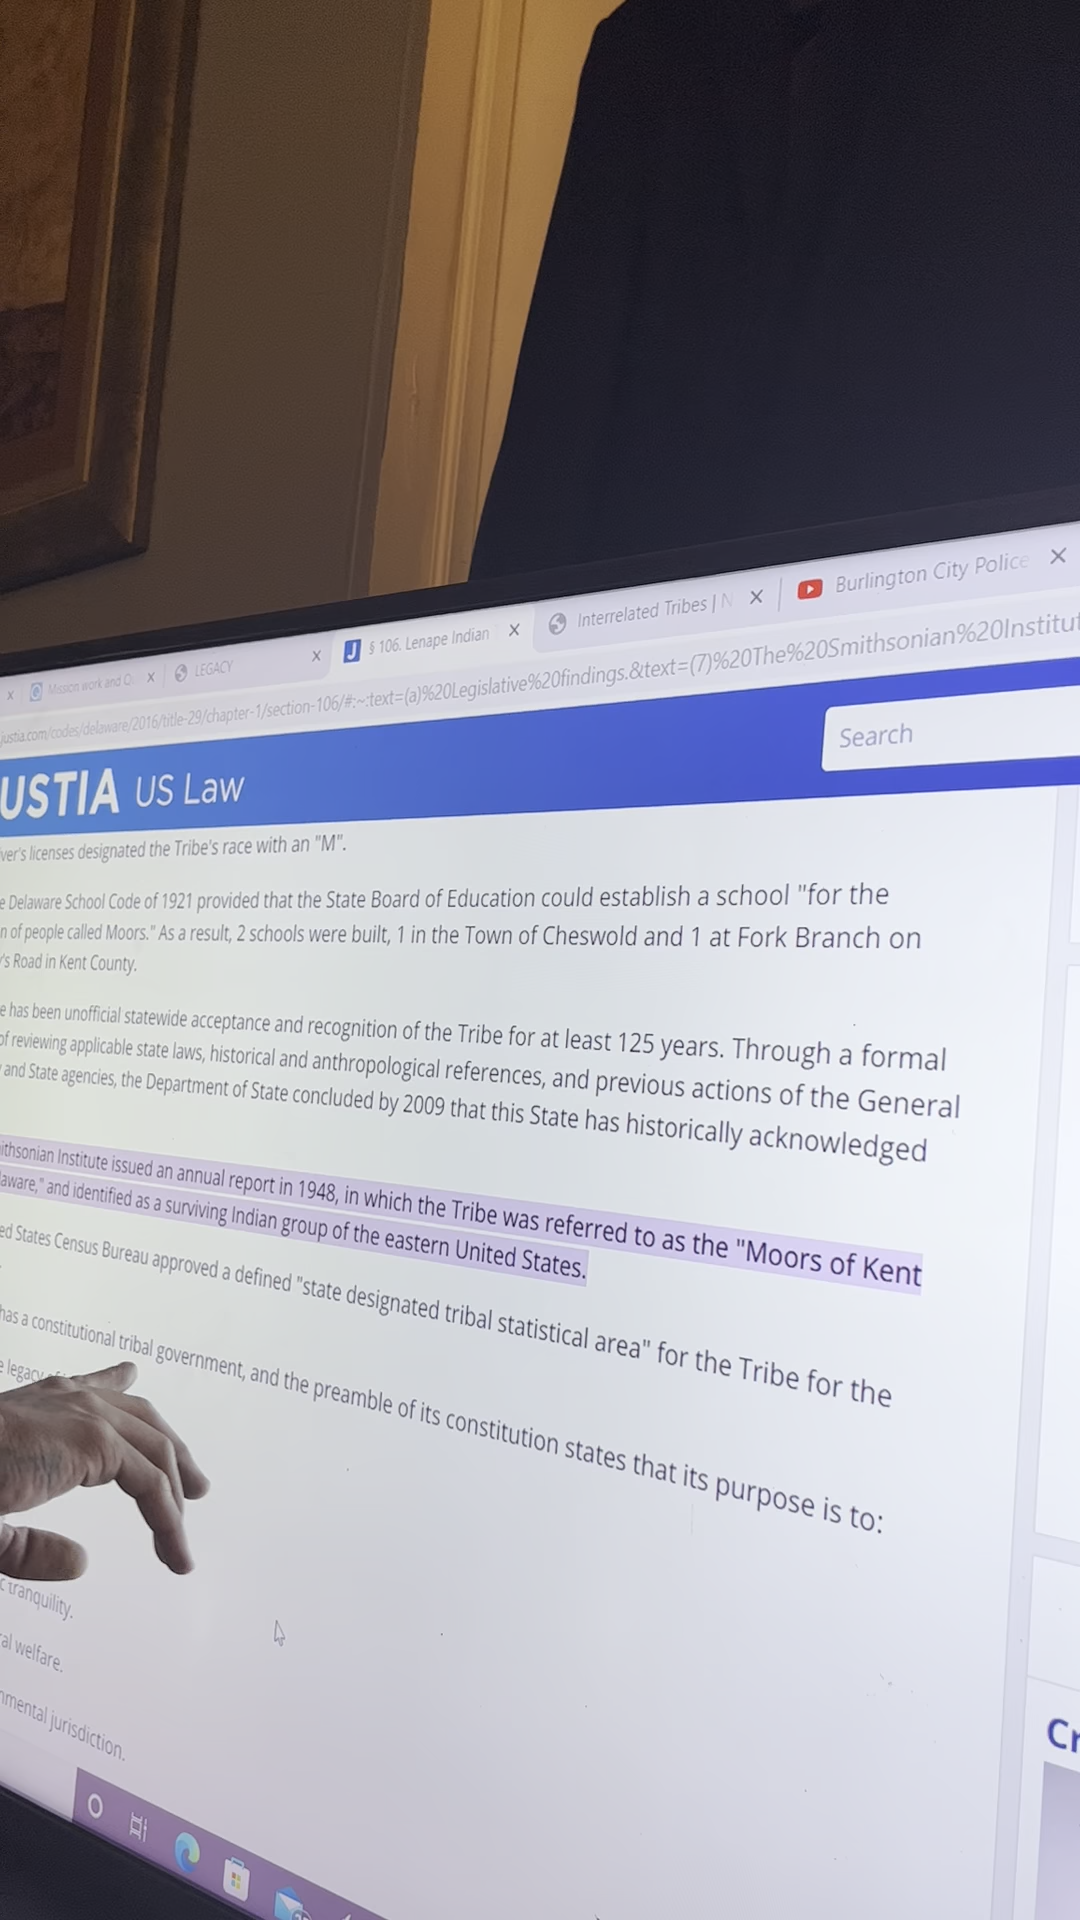 Mission work and Q
LEGACY
§ 106. Lenape Indian
Interrelated Tribes | N
Burlington City Police
justia.com/codes/delaware/2016/title-29/chapter-1/section-106/#:~:text=(a)%20Legislative%20findings.&text=(7)%20The%20Smithsonian%20Institut
USTIA US Law
Search
ver's licenses designated the Tribe's race with an "M".
e Delaware School Code of 1921 provided that the State Board of Education could establish a school "for the
n of people called Moors." As a result, 2 schools were built, 1 in the Town of Cheswold and 1 at Fork Branch on
's Road in Kent County.
e has been unofficial statewide acceptance and recognition of the Tribe for at least 125 years. Through a formal
of reviewing applicable state laws, historical and anthropological references, and previous actions of the General
and State agencies, the Department of State concluded by 2009 that this State has historically acknowledged
ithsonian Institute issued an annual report in 1948, in which the Tribe was referred to as the "Moors of Kent
laware," and identified as a surviving Indian group of the eastern United States.
ed States Census Bureau approved a defined "state designated tribal statistical area" for the Tribe for the
has a constitutional tribal government, and the preamble of its constitution states that its purpose is to:
e legacy
c tranquility.
ral welfare.
nmental jurisdiction.
Cr